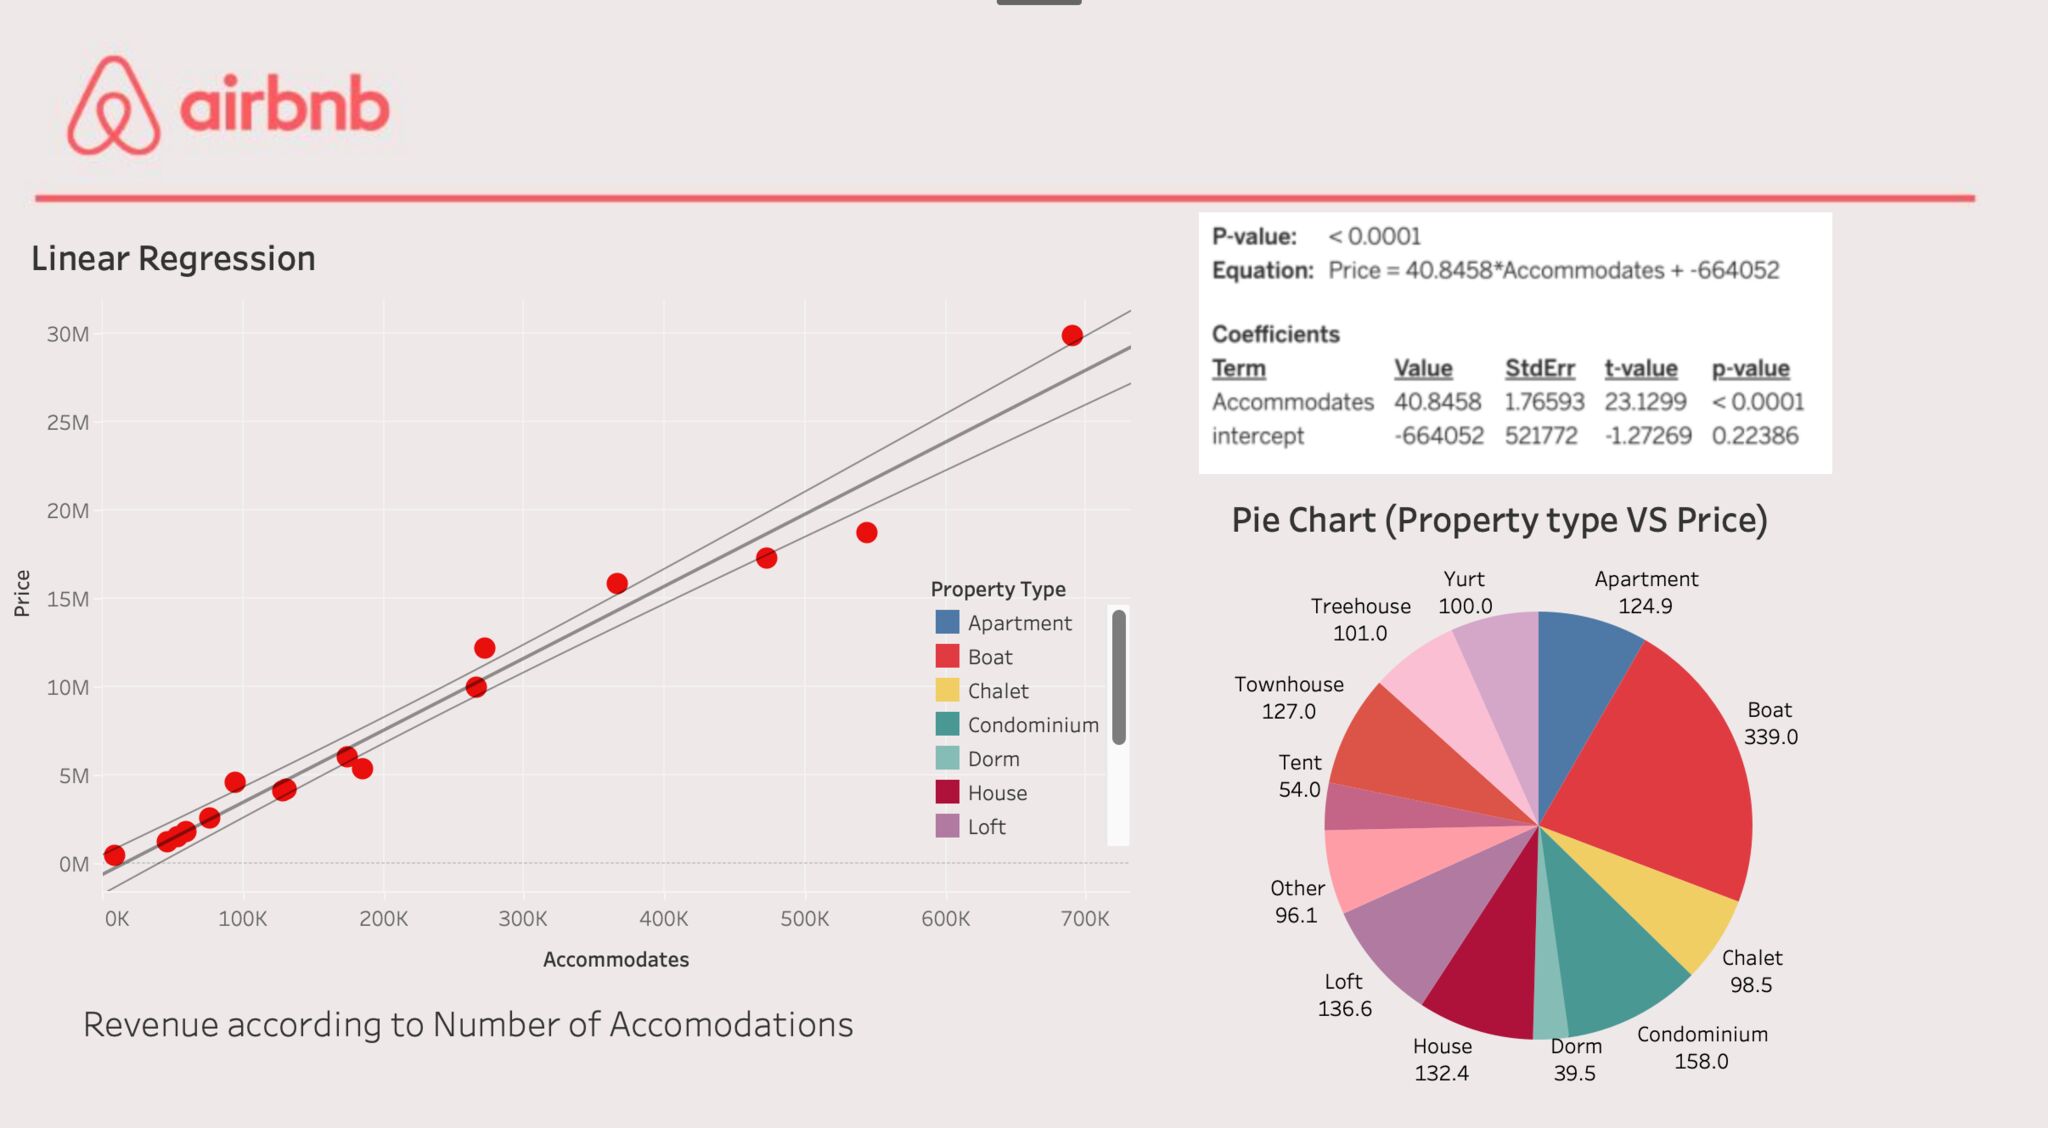 airbnb
Linear Regression
30M
25M
20M
15M
10M
5M
0M
Price
0K 100K 200K 300K 400K 500K 600K 700K
Accommodates
Property Type
Apartment
Boat
Chalet
Condominium
Dorm
House
Loft
Revenue according to Number of Accomodations
P-value: < 0.0001
Equation: Price = 40.8458*Accommodates + -664052
Coefficients
Term Value StdErr t-value p-value
Accommodates 40.8458 1.76593 23.1299 < 0.0001
intercept -664052 521772 -1.27269 0.22386
Pie Chart (Property type VS Price)
Yurt
100.0
Apartment
124.9
Treehouse
101.0
Townhouse
127.0
Boat
339.0
Tent
54.0
Other
96.1
Chalet
98.5
Loft
136.6
Condominium
158.0
House
132.4
Dorm
39.5